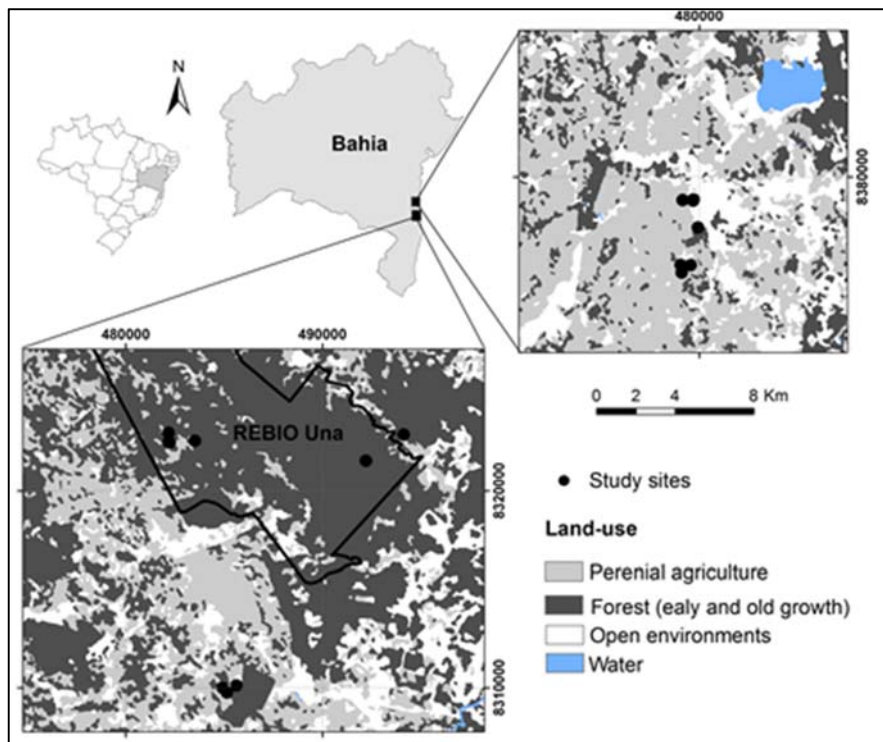 480000
N
Bahia
8380000
480000
490000
0 2 4 8 Km
REBIO Una
Study sites
8320000
Land-use
Perenial agriculture
Forest (ealy and old growth)
Open environments
Water
8310000